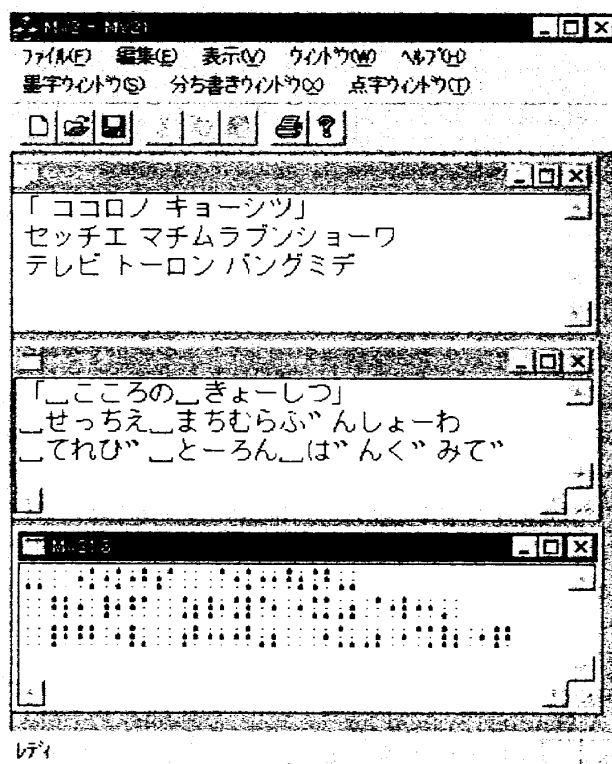 Mv2 - Mv21
ファイル(F) 編集(E) 表示(V) ウィンドウ(W) ヘルプ(H)
墨字ウィンドウ(S) 分ち書きウィンドウ(X) 点字ウィンドウ(T)
「 ココロノ キョーシツ」
セッチエ マチムラブンショーワ
テレビ トーロン バングミデ
「_こころの_きょーしつ」
_せっちえ_まちむらふ゛んしょーわ
_てれひ゛_とーろん_は゛んく゛みて゛
レディ